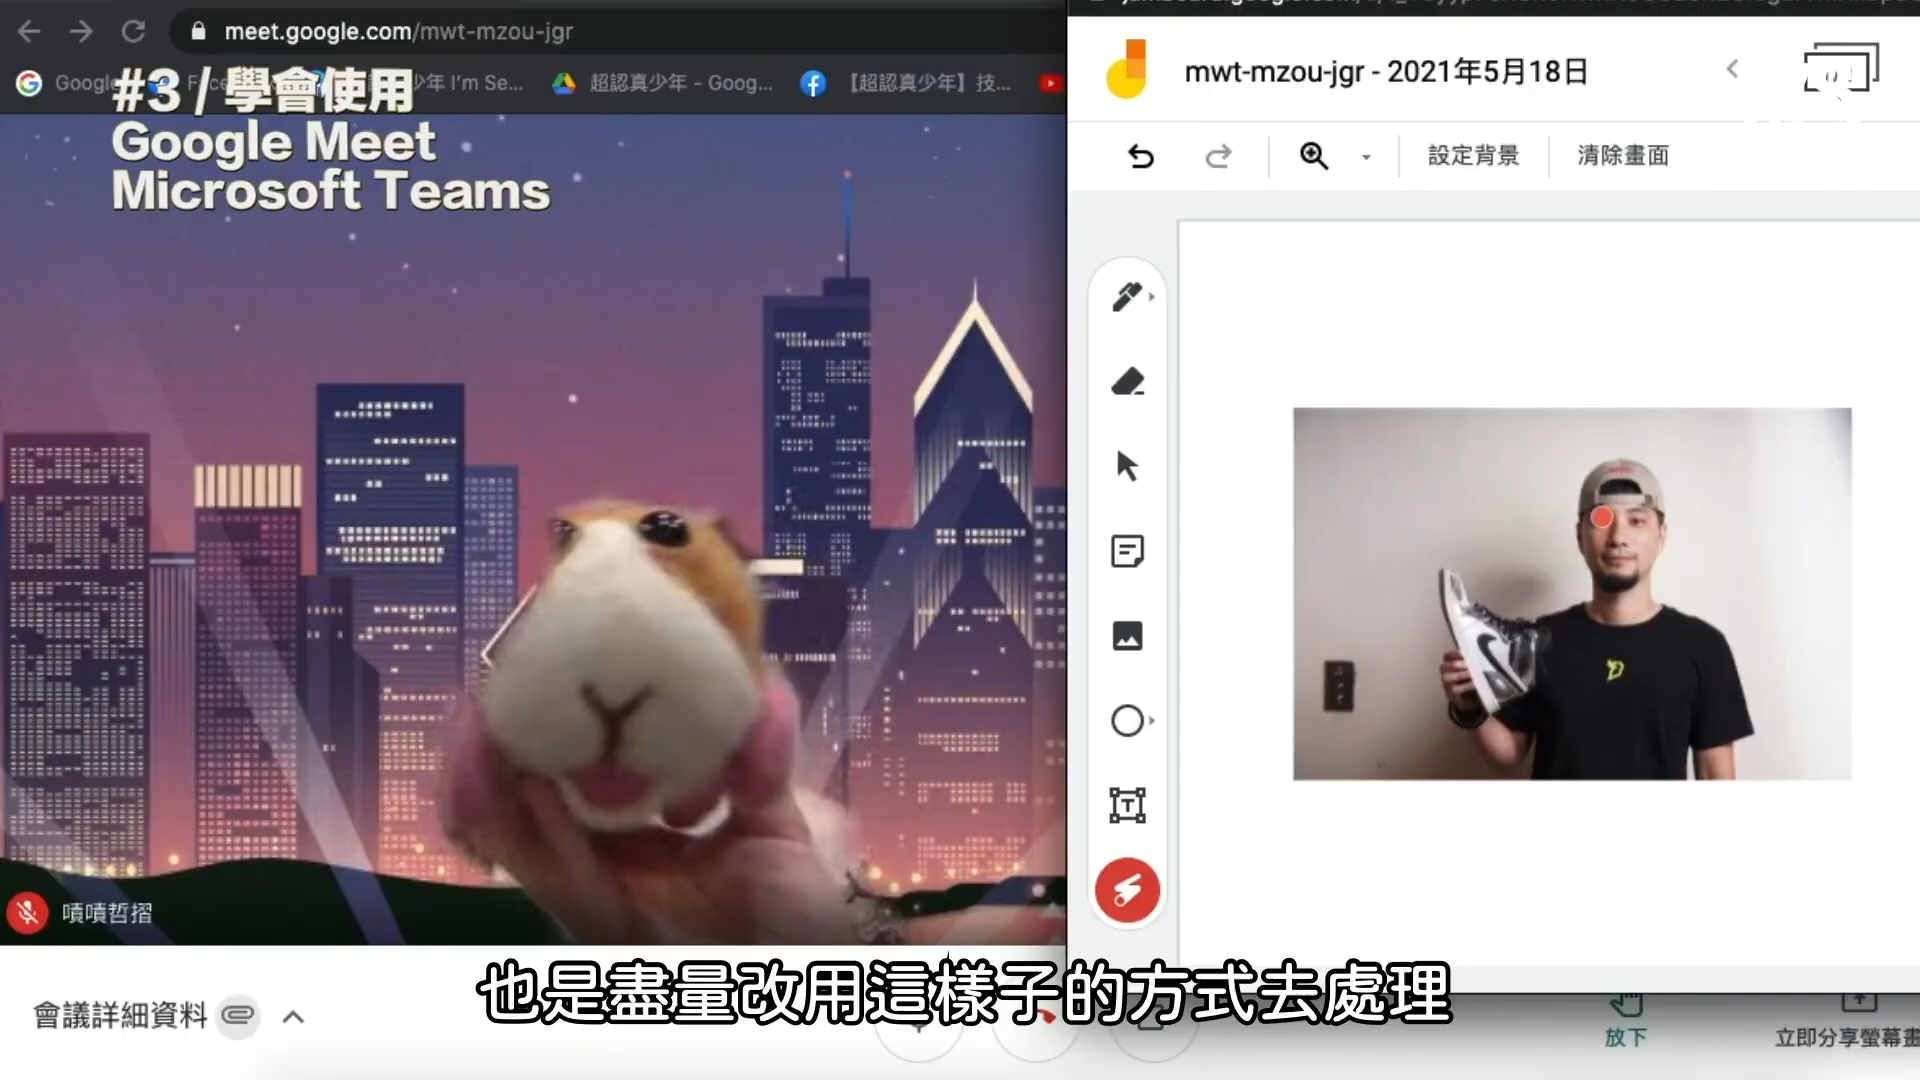 meet.google.com/mwt-mzou-jgr
Google
少年 I'm Se...
超認真少年 - Goog...
【超認真少年】技...
#3 / 學會使用
Google Meet
Microsoft Teams
mwt-mzou-jgr - 2021年5月18日
設定背景
清除畫面
嘖嘖哲摺
也是盡量改用這樣子的方式去處理
會議詳細資料
放下
立即分享螢幕畫